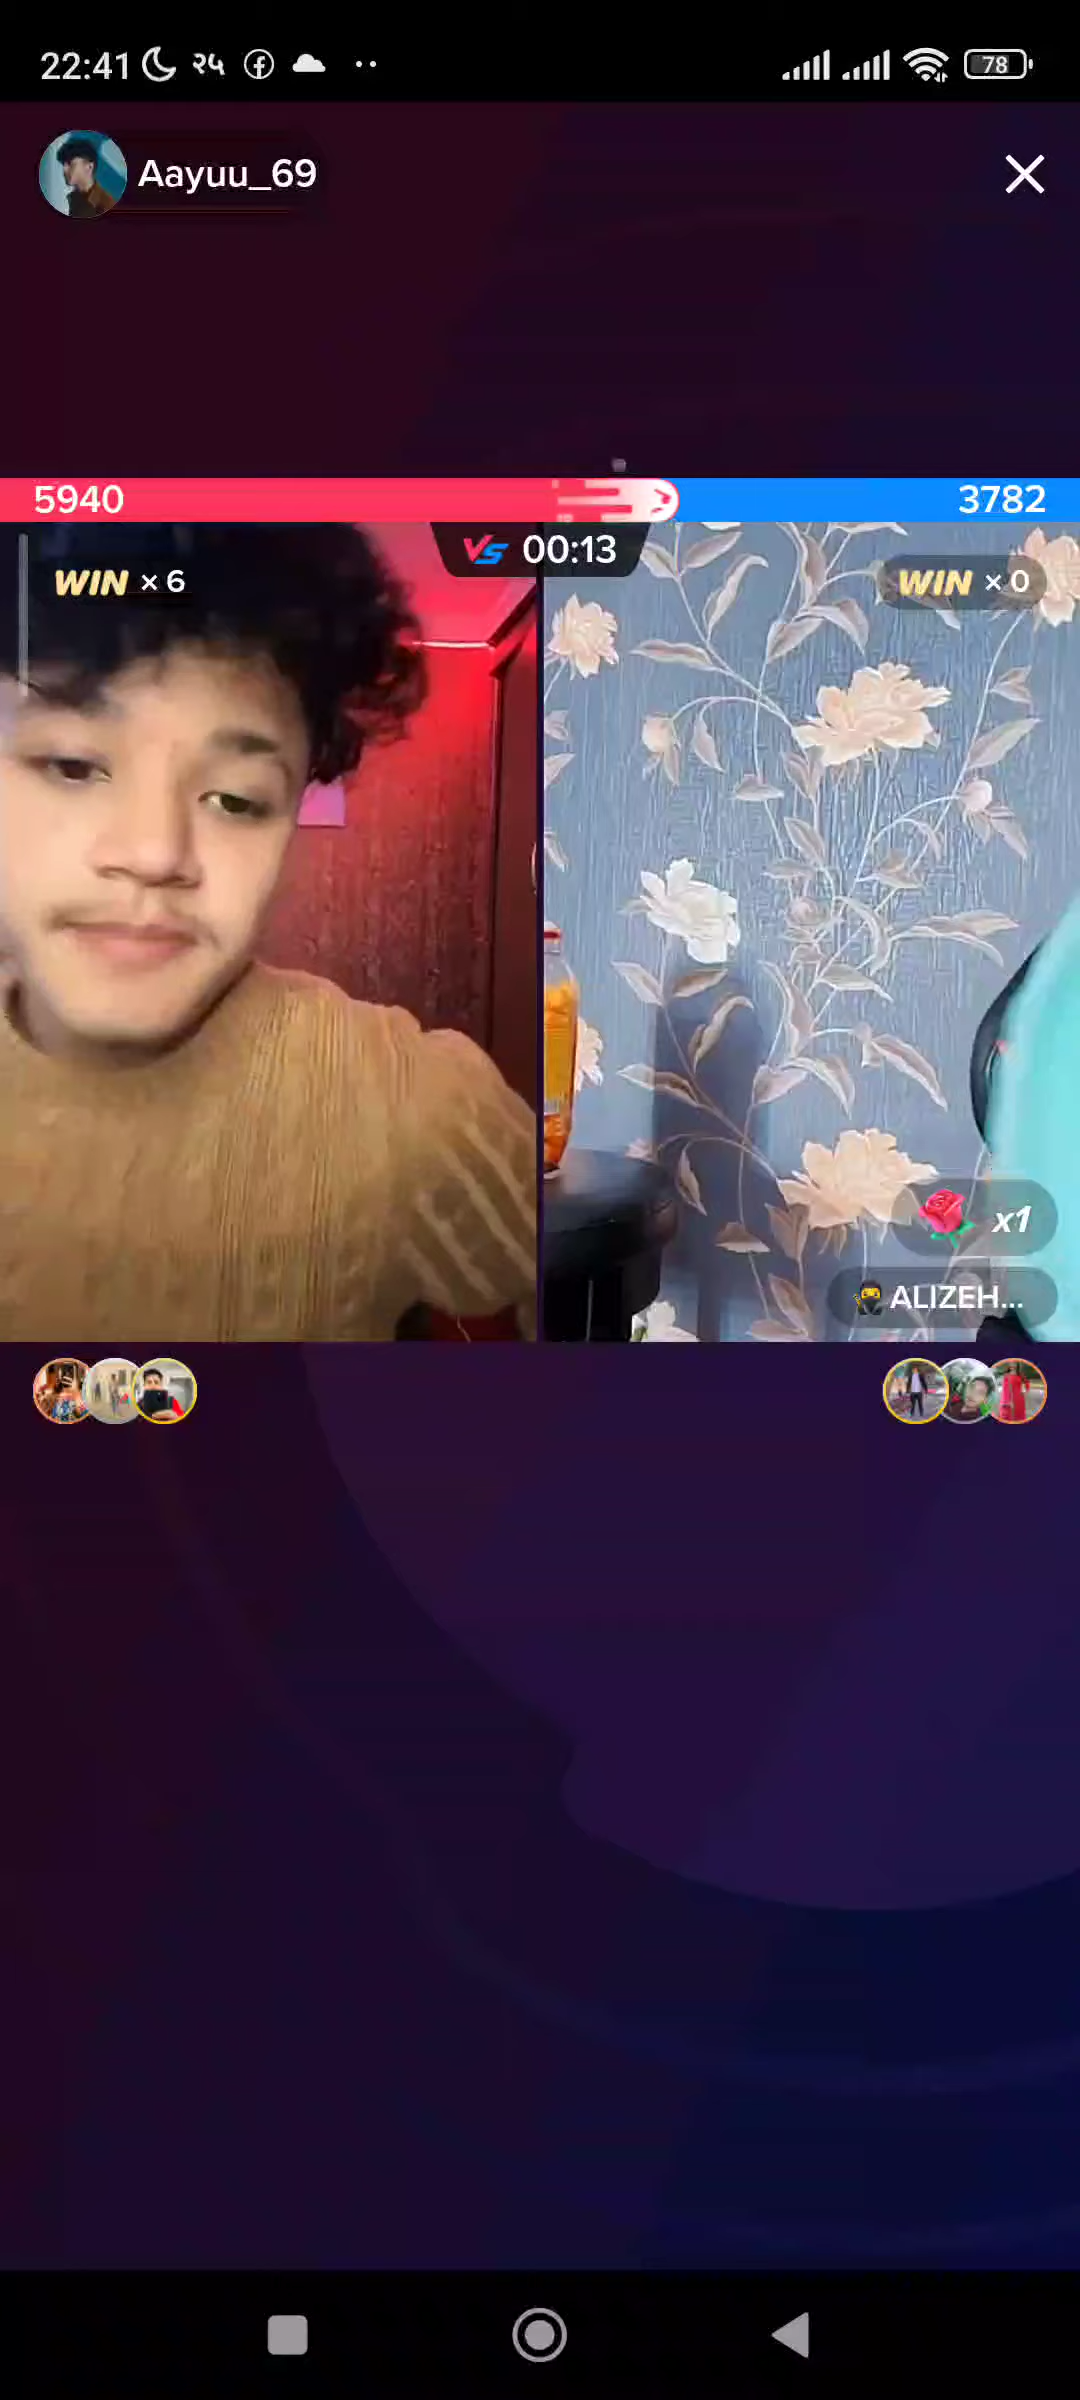 22:41 २५ 78
Aayuu_69
5940 3782
VS 00:13
WIN × 6 WIN × 0
x1
ALIZEH...